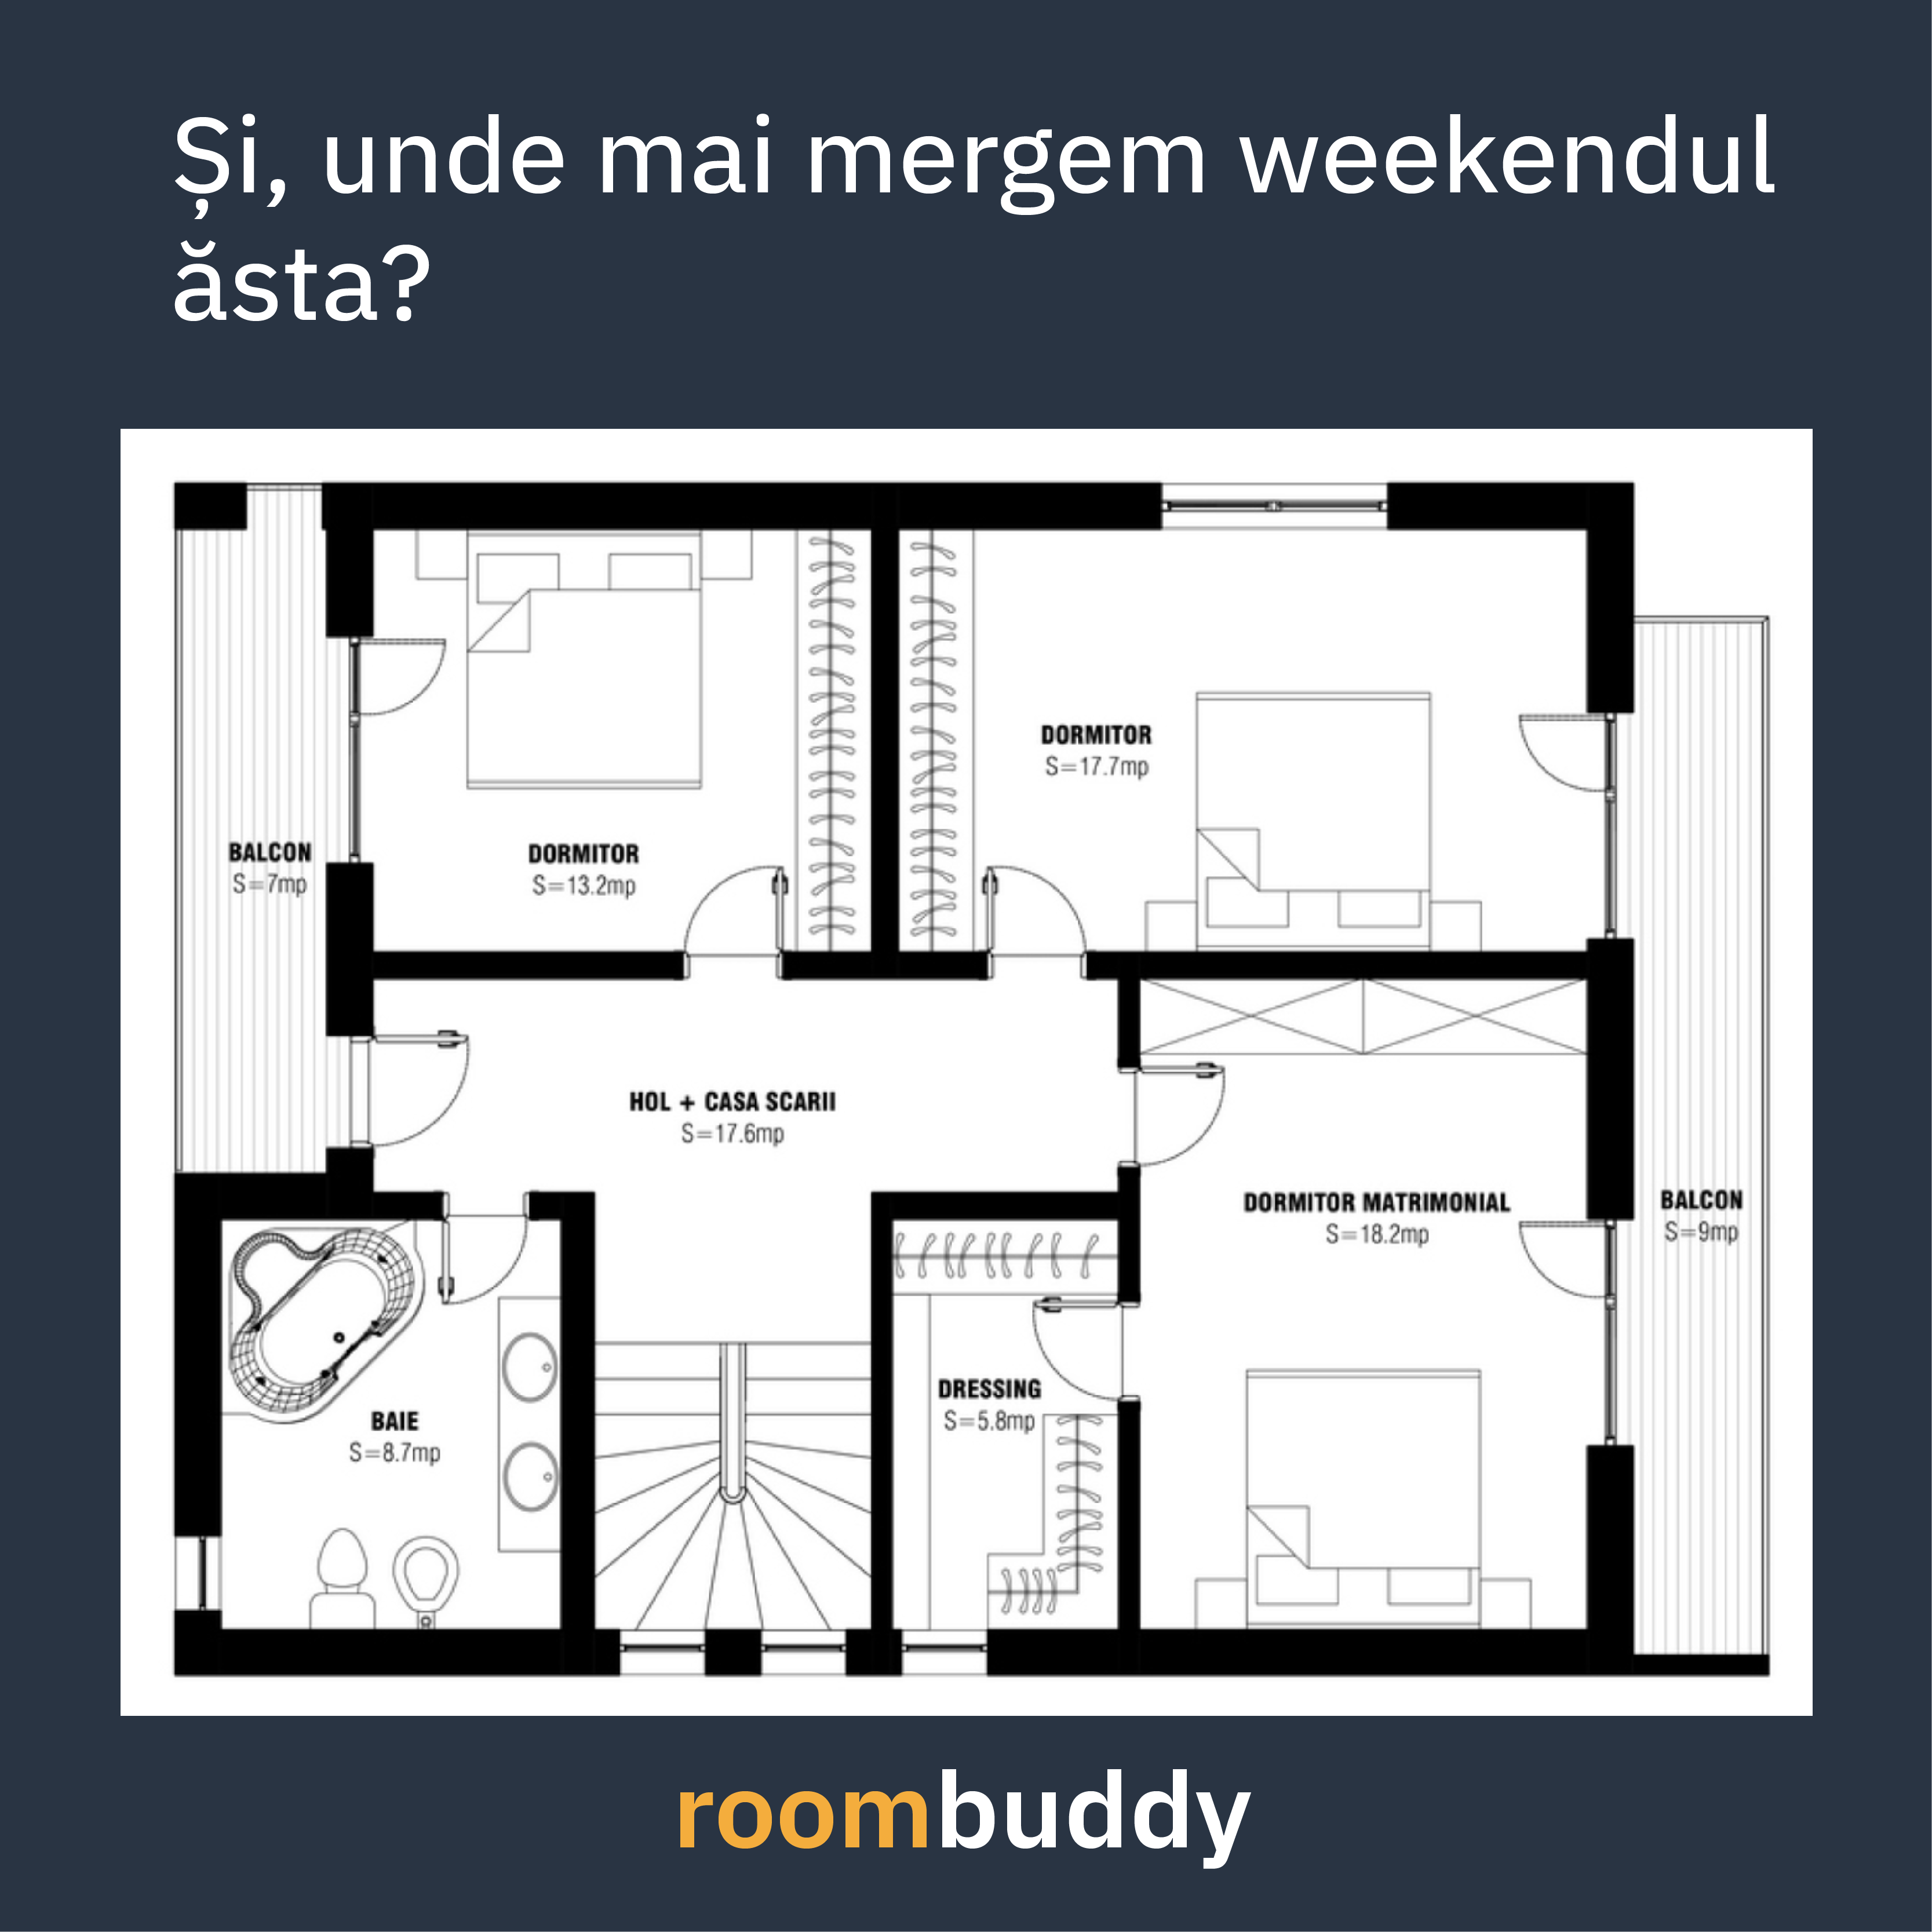 Și, unde mai mergem weekendul
ăsta?
DORMITOR
S=17.7mp
BALCON
S=7mp
DORMITOR
S=13.2mp
HOL + CASA SCARII
S=17.6mp
DORMITOR MATRIMONIAL
S=18.2mp
BALCON
S=9mp
DRESSING
S=5.8mp
BAIE
S=8.7mp
roombuddy